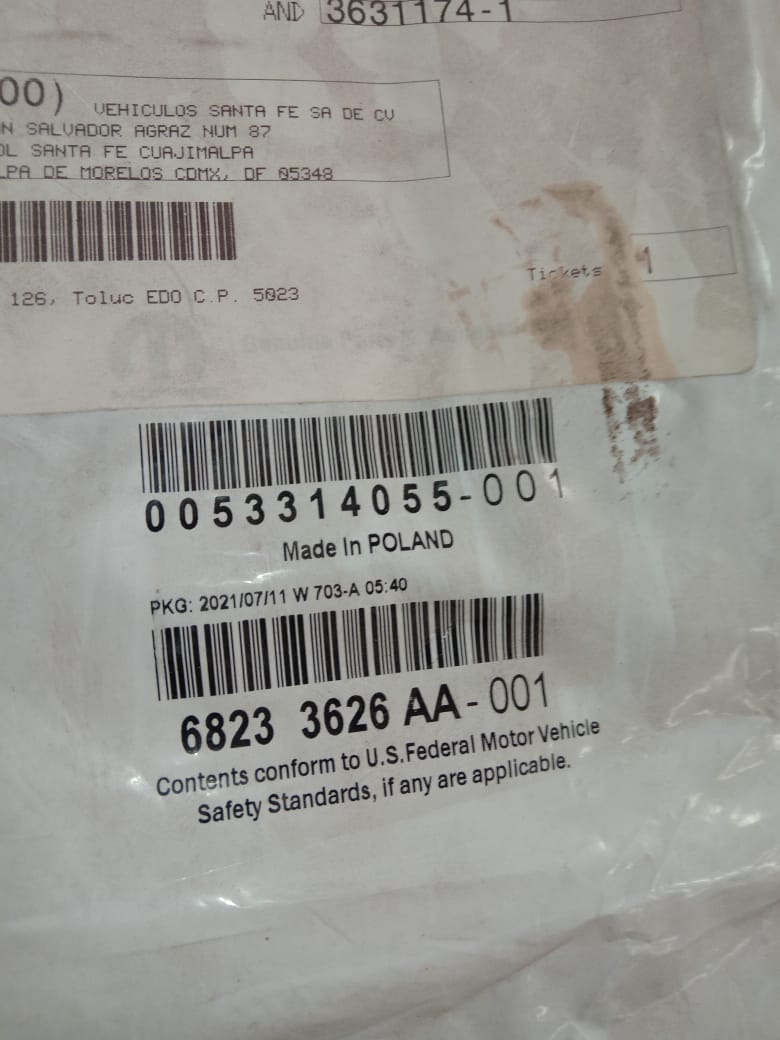 AND 3631174-1
00) VEHICULOS SANTA FE SA DE CV
N SALVADOR AGRAZ NUM 87
OL SANTA FE CUAJIMALPA
LPA DE MORELOS CDMX, DF 05348
Tickets 1
126, Toluc EDO C.P. 5023
Genuine Parts
0053314055-001
Made In POLAND
PKG: 2021/07/11 W 703-A 05:40
6823 3626 AA-001
Contents conform to U.S.Federal Motor Vehicle
Safety Standards, if any are applicable.